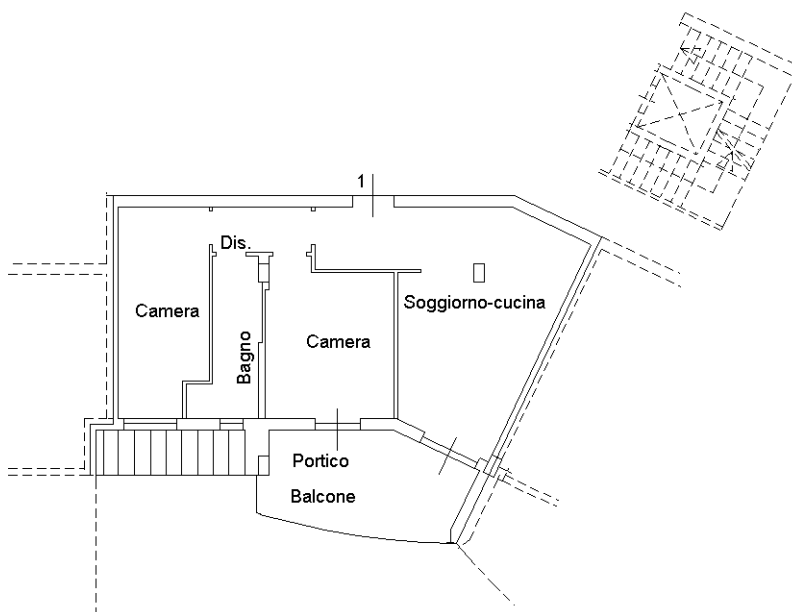 1
Dis.
Camera
Bagno
Camera
Soggiorno-cucina
Portico
Balcone